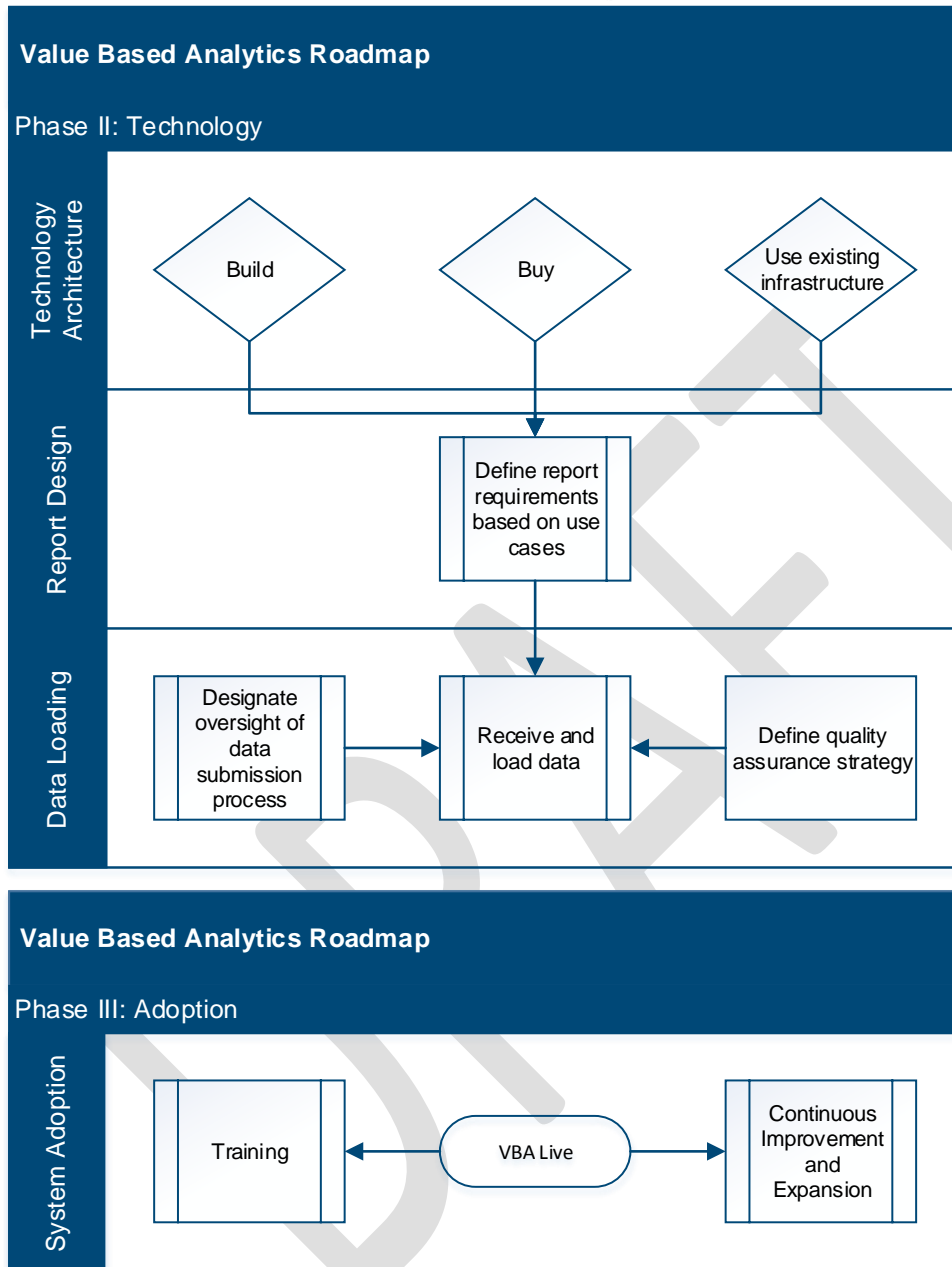 Value Based Analytics Roadmap
Phase II: Technology
Technology
Architecture
Build
Buy
Use existing
infrastructure
Report Design
Define report
requirements
based on use
cases
Data Loading
Designate
oversight of
data
submission
process
Receive and
load data
Define quality
assurance strategy
Value Based Analytics Roadmap
Phase III: Adoption
System Adoption
Training
VBA Live
Continuous
Improvement
and
Expansion
DRAFT